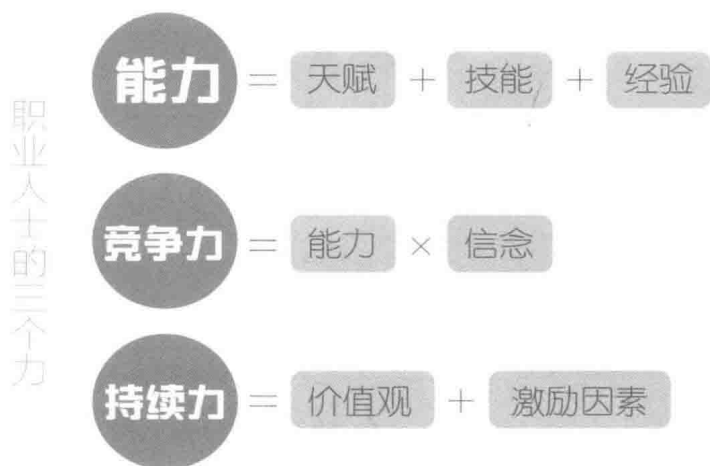 职业人士的三个力
能力 = 天赋 + 技能 + 经验
竞争力 = 能力 × 信念
持续力 = 价值观 + 激励因素